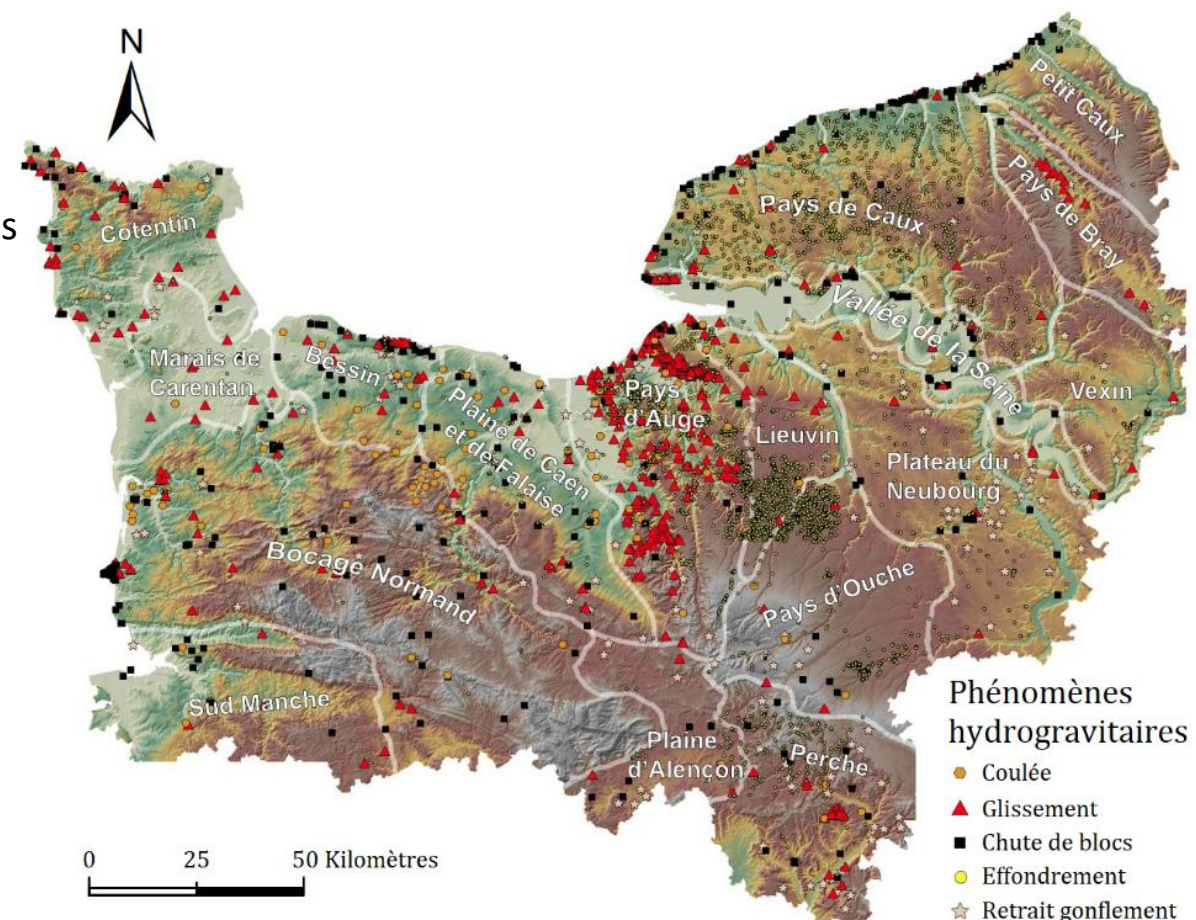 N
s
Petit Caux
Pays de Bray
Pays de Caux
Cotentin
Vallée de la Seine
Marais de
Carentan
Bessin
Plaine de Caen
et de Falaise
Pays
d'Auge
Lieuvin
Vexin
Plateau du
Neubourg
Bocage Normand
Pays d'Ouche
Sud Manche
Plaine
d'Alençon
Perche
0 25 50 Kilomètres
Phénomènes
hydrogravitaires
Coulée
Glissement
Chute de blocs
Effondrement
Retrait gonflement